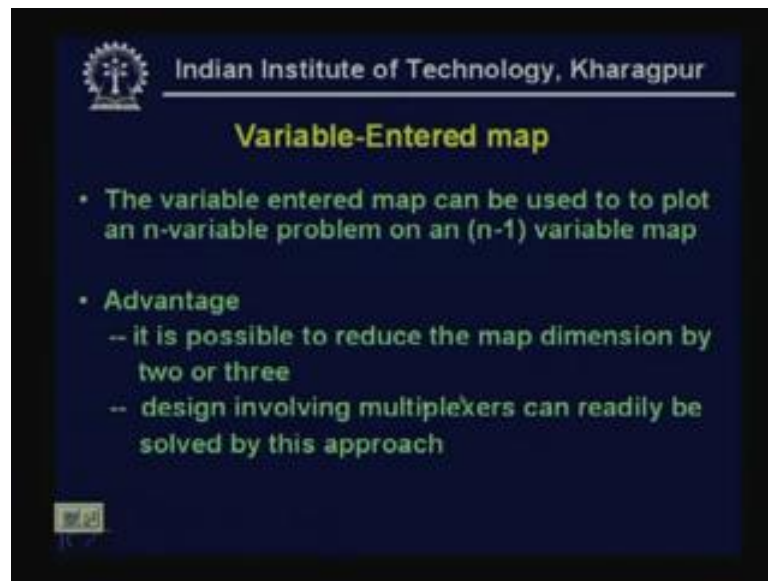 Indian Institute of Technology, Kharagpur
Variable-Entered map
• The variable entered map can be used to to plot
an n-variable problem on an (n-1) variable map
• Advantage
-- it is possible to reduce the map dimension by
two or three
-- design involving multiplexers can readily be
solved by this approach